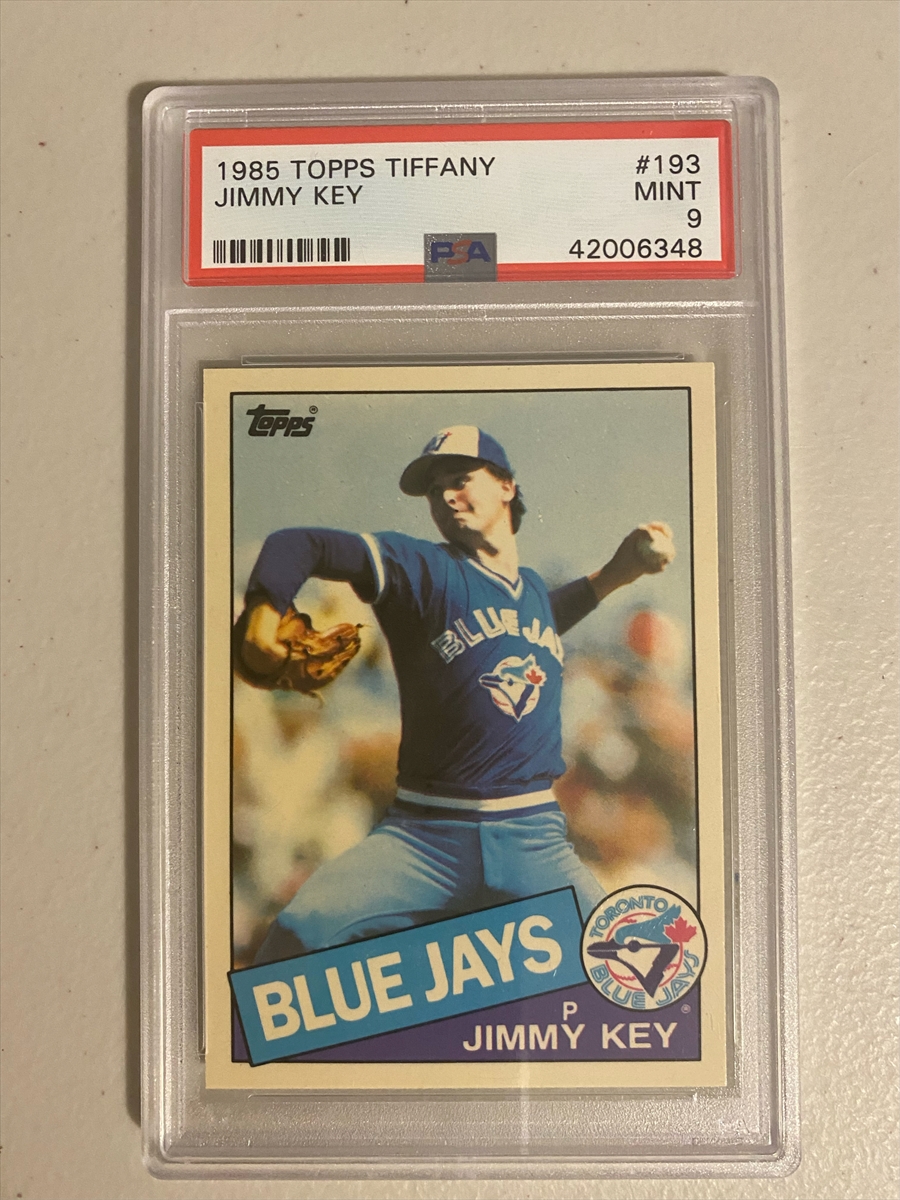 1985 TOPPS TIFFANY #193
JIMMY KEY MINT
9
PSA 42006348
Topps®
BLUE JA
BLUE JAYS
TORONTO
BLUE JAYS®
P
JIMMY KEY